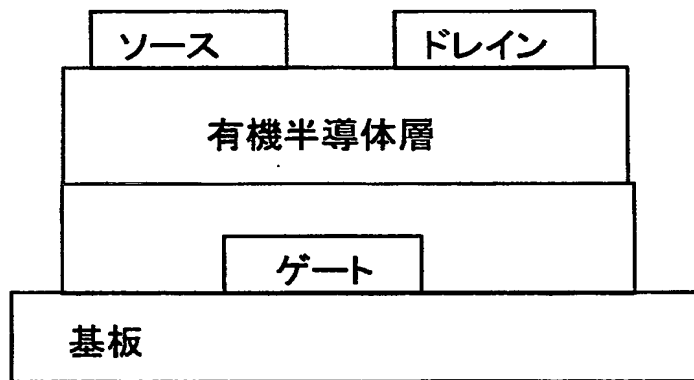 ソース
ドレイン
有機半導体層
ゲート
基板